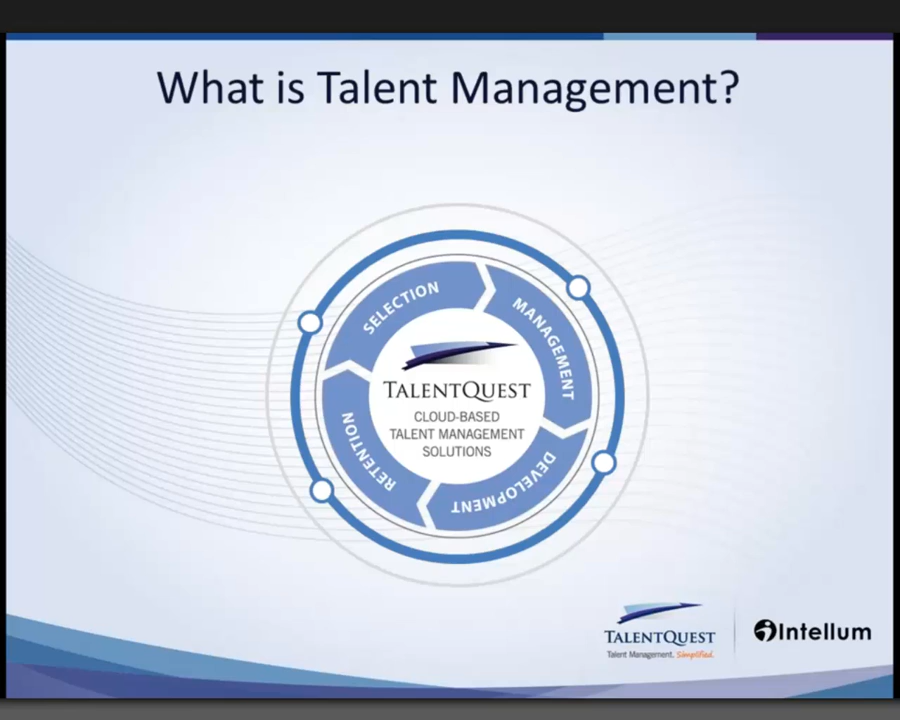 What is Talent Management?
SELECTION
MANAGEMENT
DEVELOPMENT
RETENTION
TALENTQUEST
CLOUD-BASED
TALENT MANAGEMENT
SOLUTIONS
TALENTQUEST
Talent Management, Simplified.
Intellum